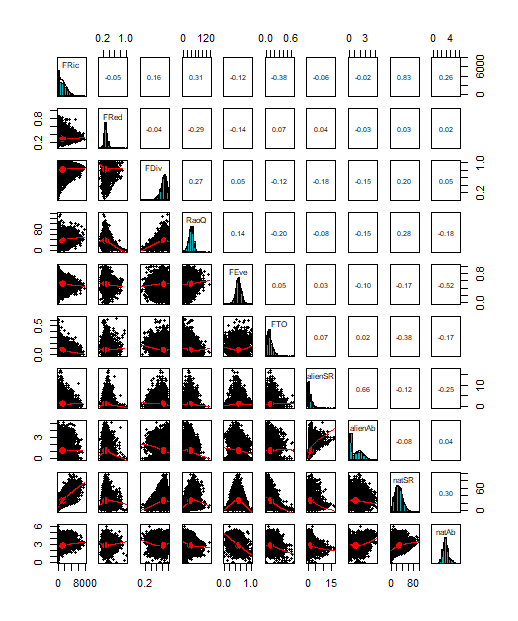 0.2 1.0 0 120 0.0 0.6 0 3 0 4
FRic -0.05 0.16 0.31 -0.12 -0.38 -0.06 -0.02 0.83 0.26 0 6000
0.2 0.8 FRed -0.04 -0.29 -0.14 0.07 0.04 -0.03 0.03 0.02
FDiv 0.27 0.05 -0.12 -0.18 -0.15 0.20 0.05 0.2 1.0
0 80 RaoQ 0.14 -0.20 -0.08 -0.15 0.28 -0.18
FEve 0.05 0.03 -0.10 -0.17 -0.52 0.0 0.8
0.0 0.5 FTO 0.07 0.02 -0.38 -0.17
alienSR 0.66 -0.12 -0.25 0 10
0 3 alienAb -0.08 0.04
natSR 0.30 0 60
0 3 6 natAb
0 8000 0.2 0.0 1.0 0 15 0 80